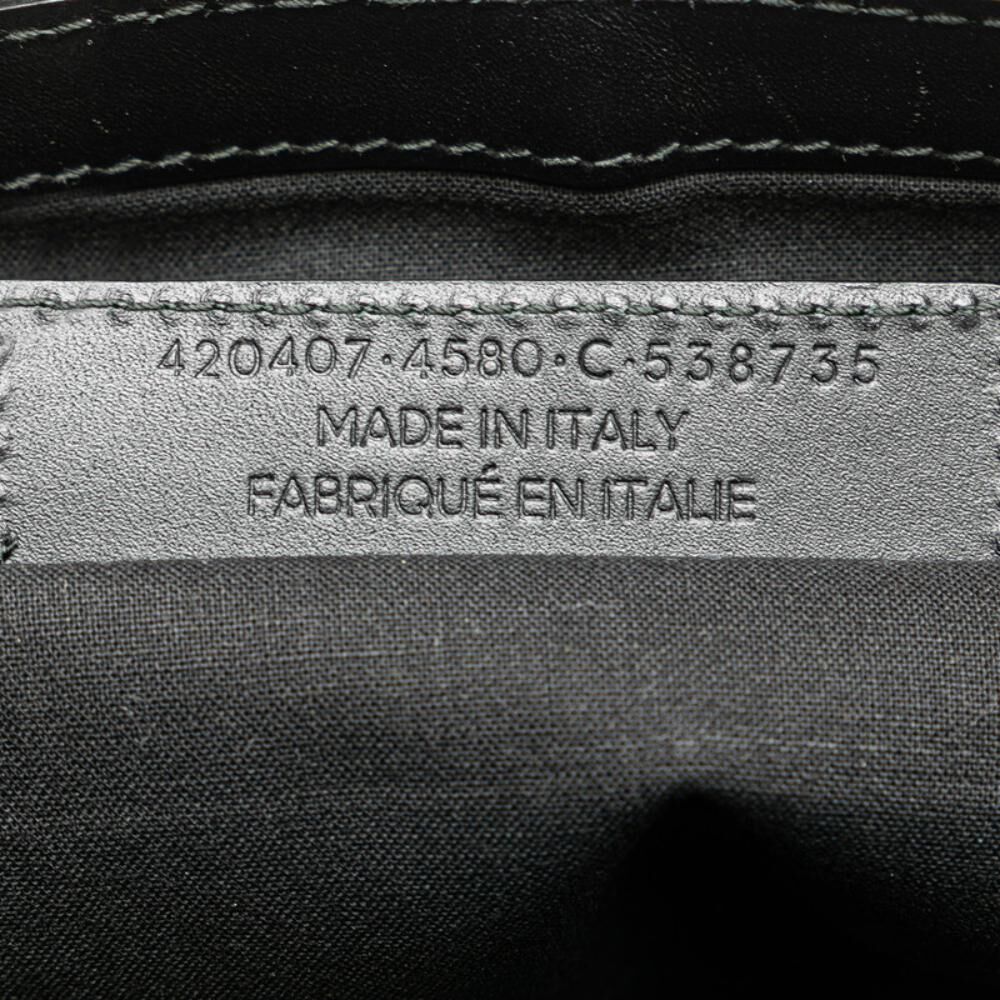 420407·4580·C·538735
MADE IN ITALY
FABRIQUÉ EN ITALIE